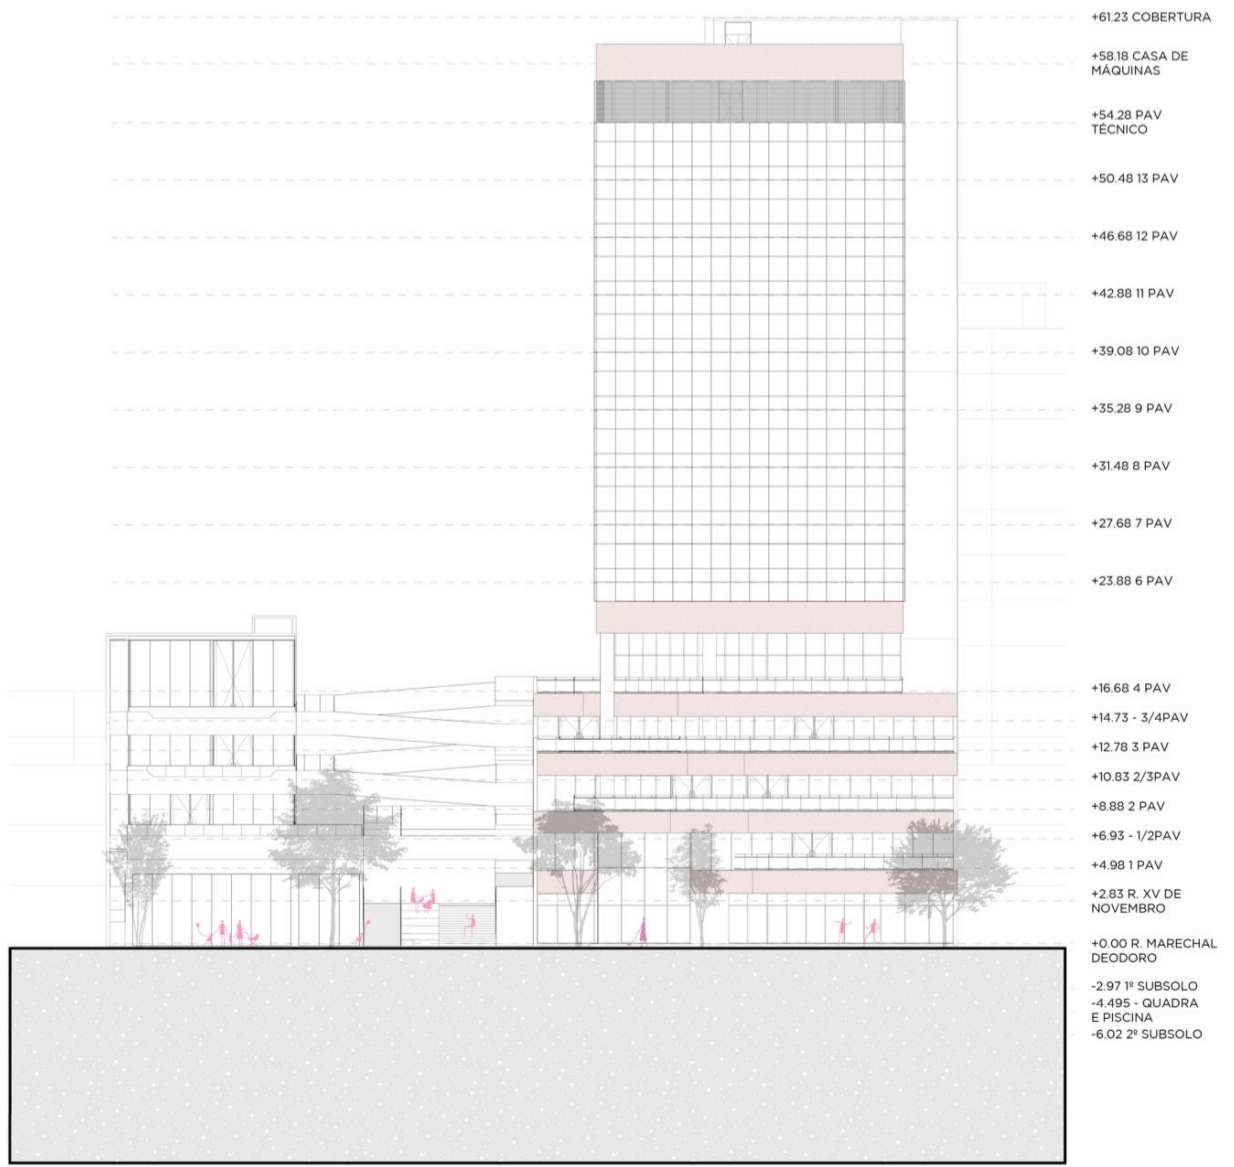 +61.23 COBERTURA
+58.18 CASA DE
MÁQUINAS
+54.28 PAV
TÉCNICO
+50.48 13 PAV
+46.68 12 PAV
+42.88 11 PAV
+39.08 10 PAV
+35.28 9 PAV
+31.48 8 PAV
+27.68 7 PAV
+23.88 6 PAV
+16.68 4 PAV
+14.73 - 3/4PAV
+12.78 3 PAV
+10.83 2/3PAV
+8.88 2 PAV
+6.93 - 1/2PAV
+4.98 1 PAV
+2.83 R. XV DE
NOVEMBRO
+0.00 R. MARECHAL
DEODORO
-2.97 1º SUBSOLO
-4.495 - QUADRA
E PISCINA
-6.02 2º SUBSOLO